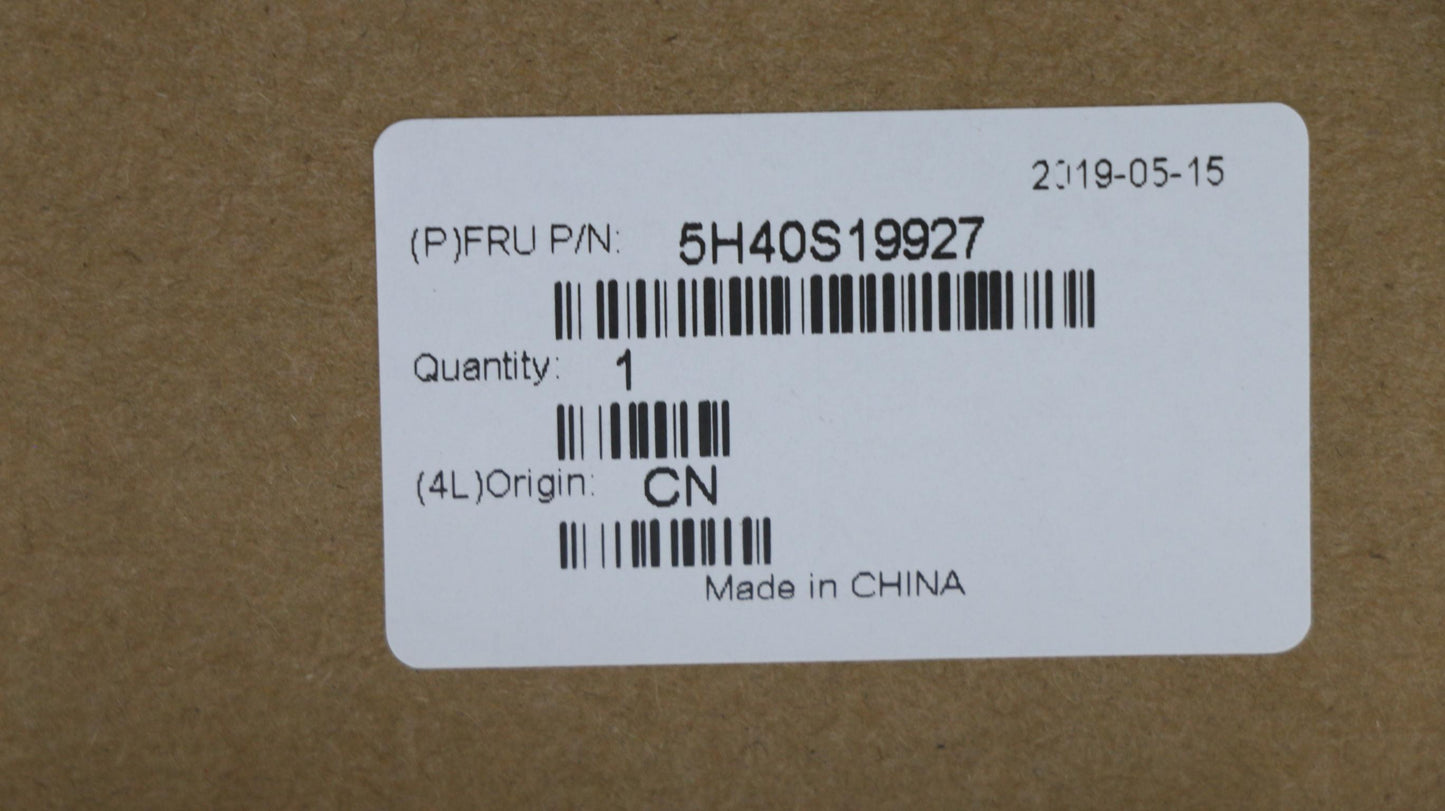 2019-05-15
(P)FRU P/N: 5H40S19927
Quantity: 1
(4L)Origin: CN
Made in CHINA